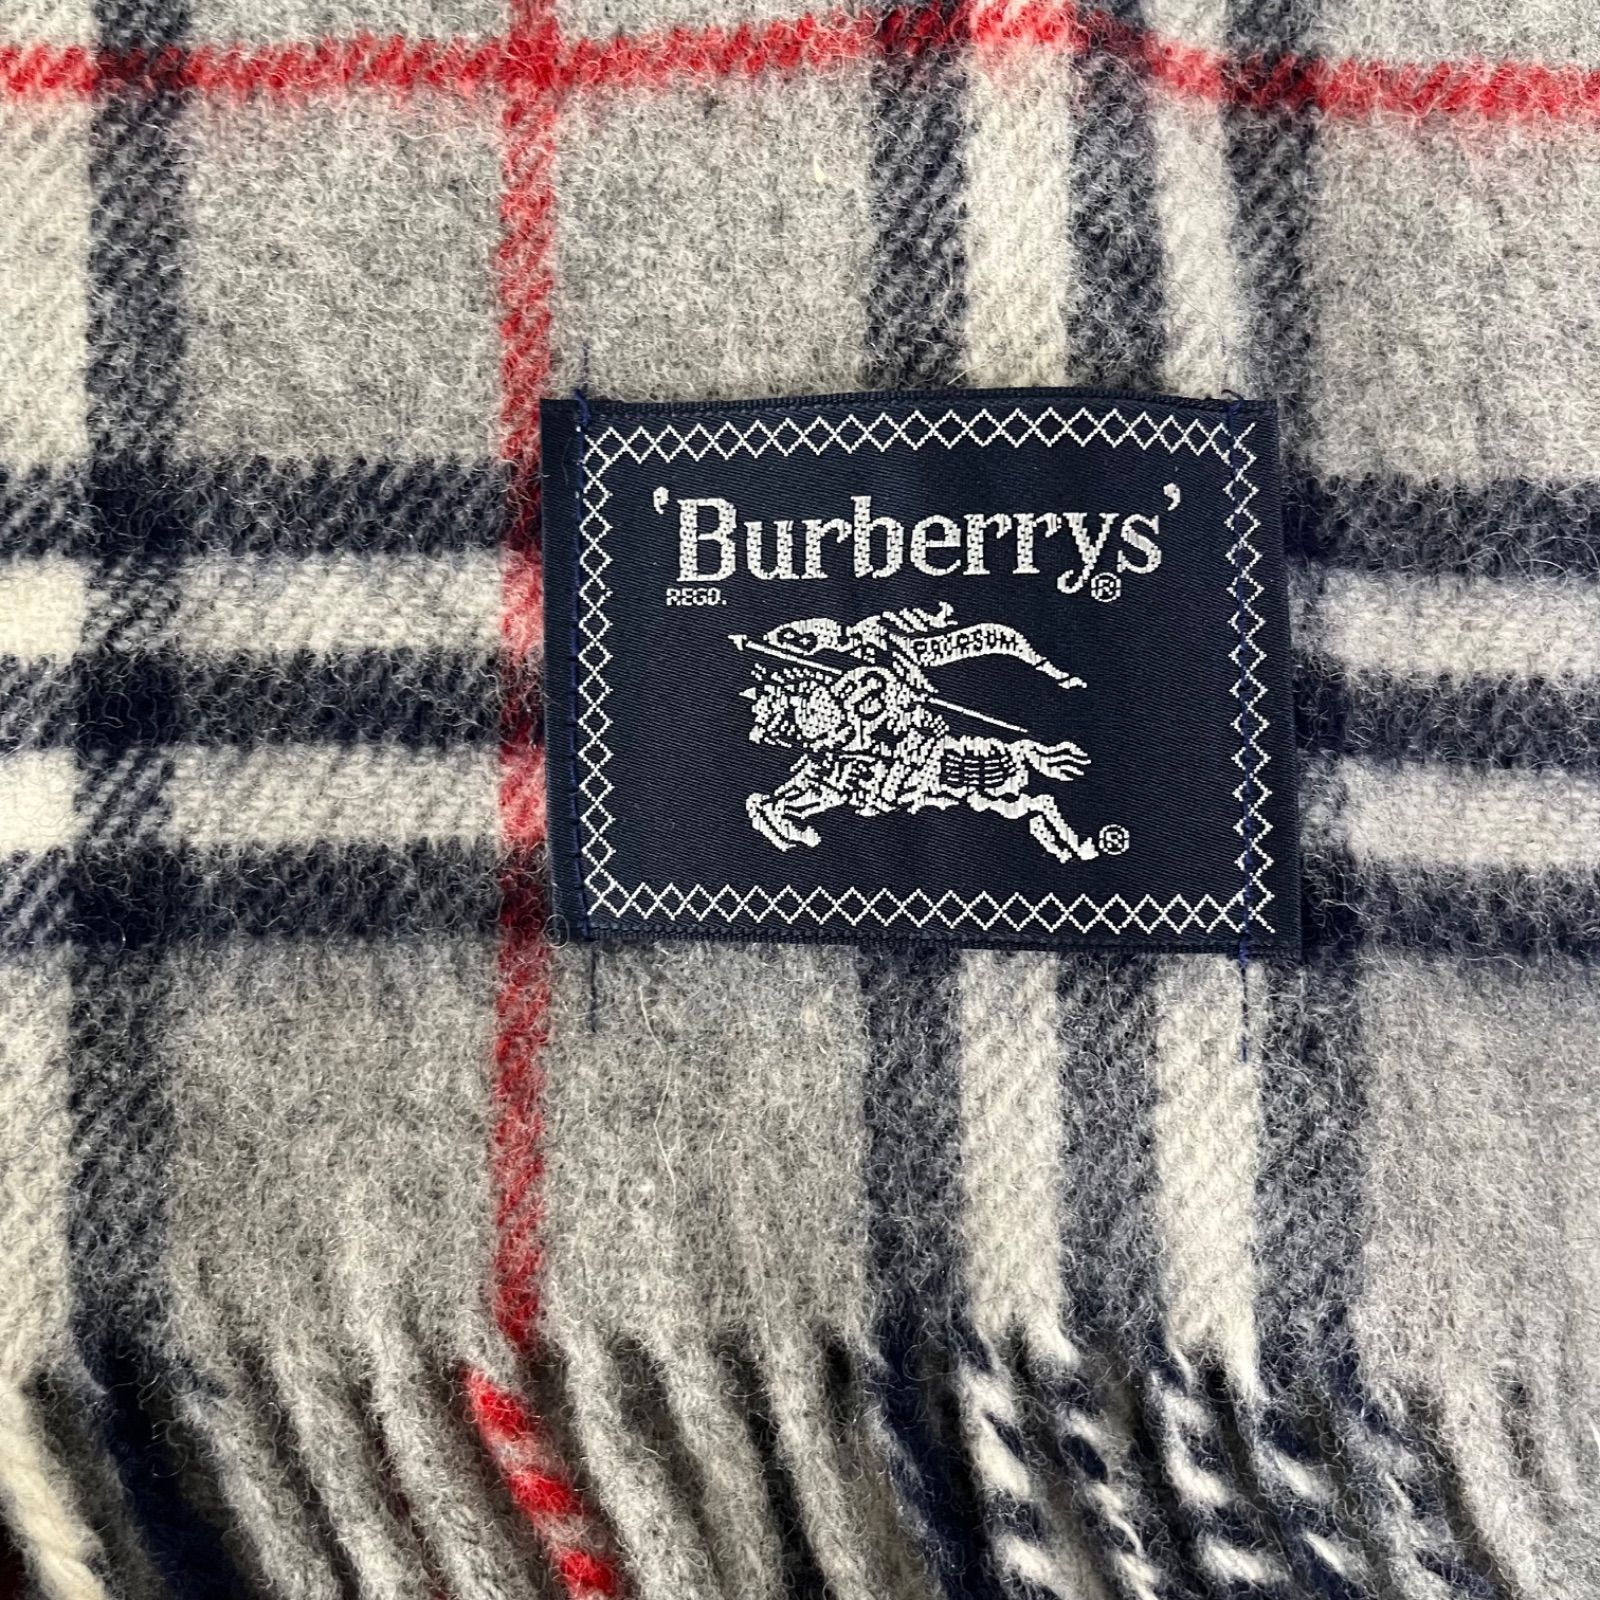 'Burberrys'®
REGD.
PRORSUM
®